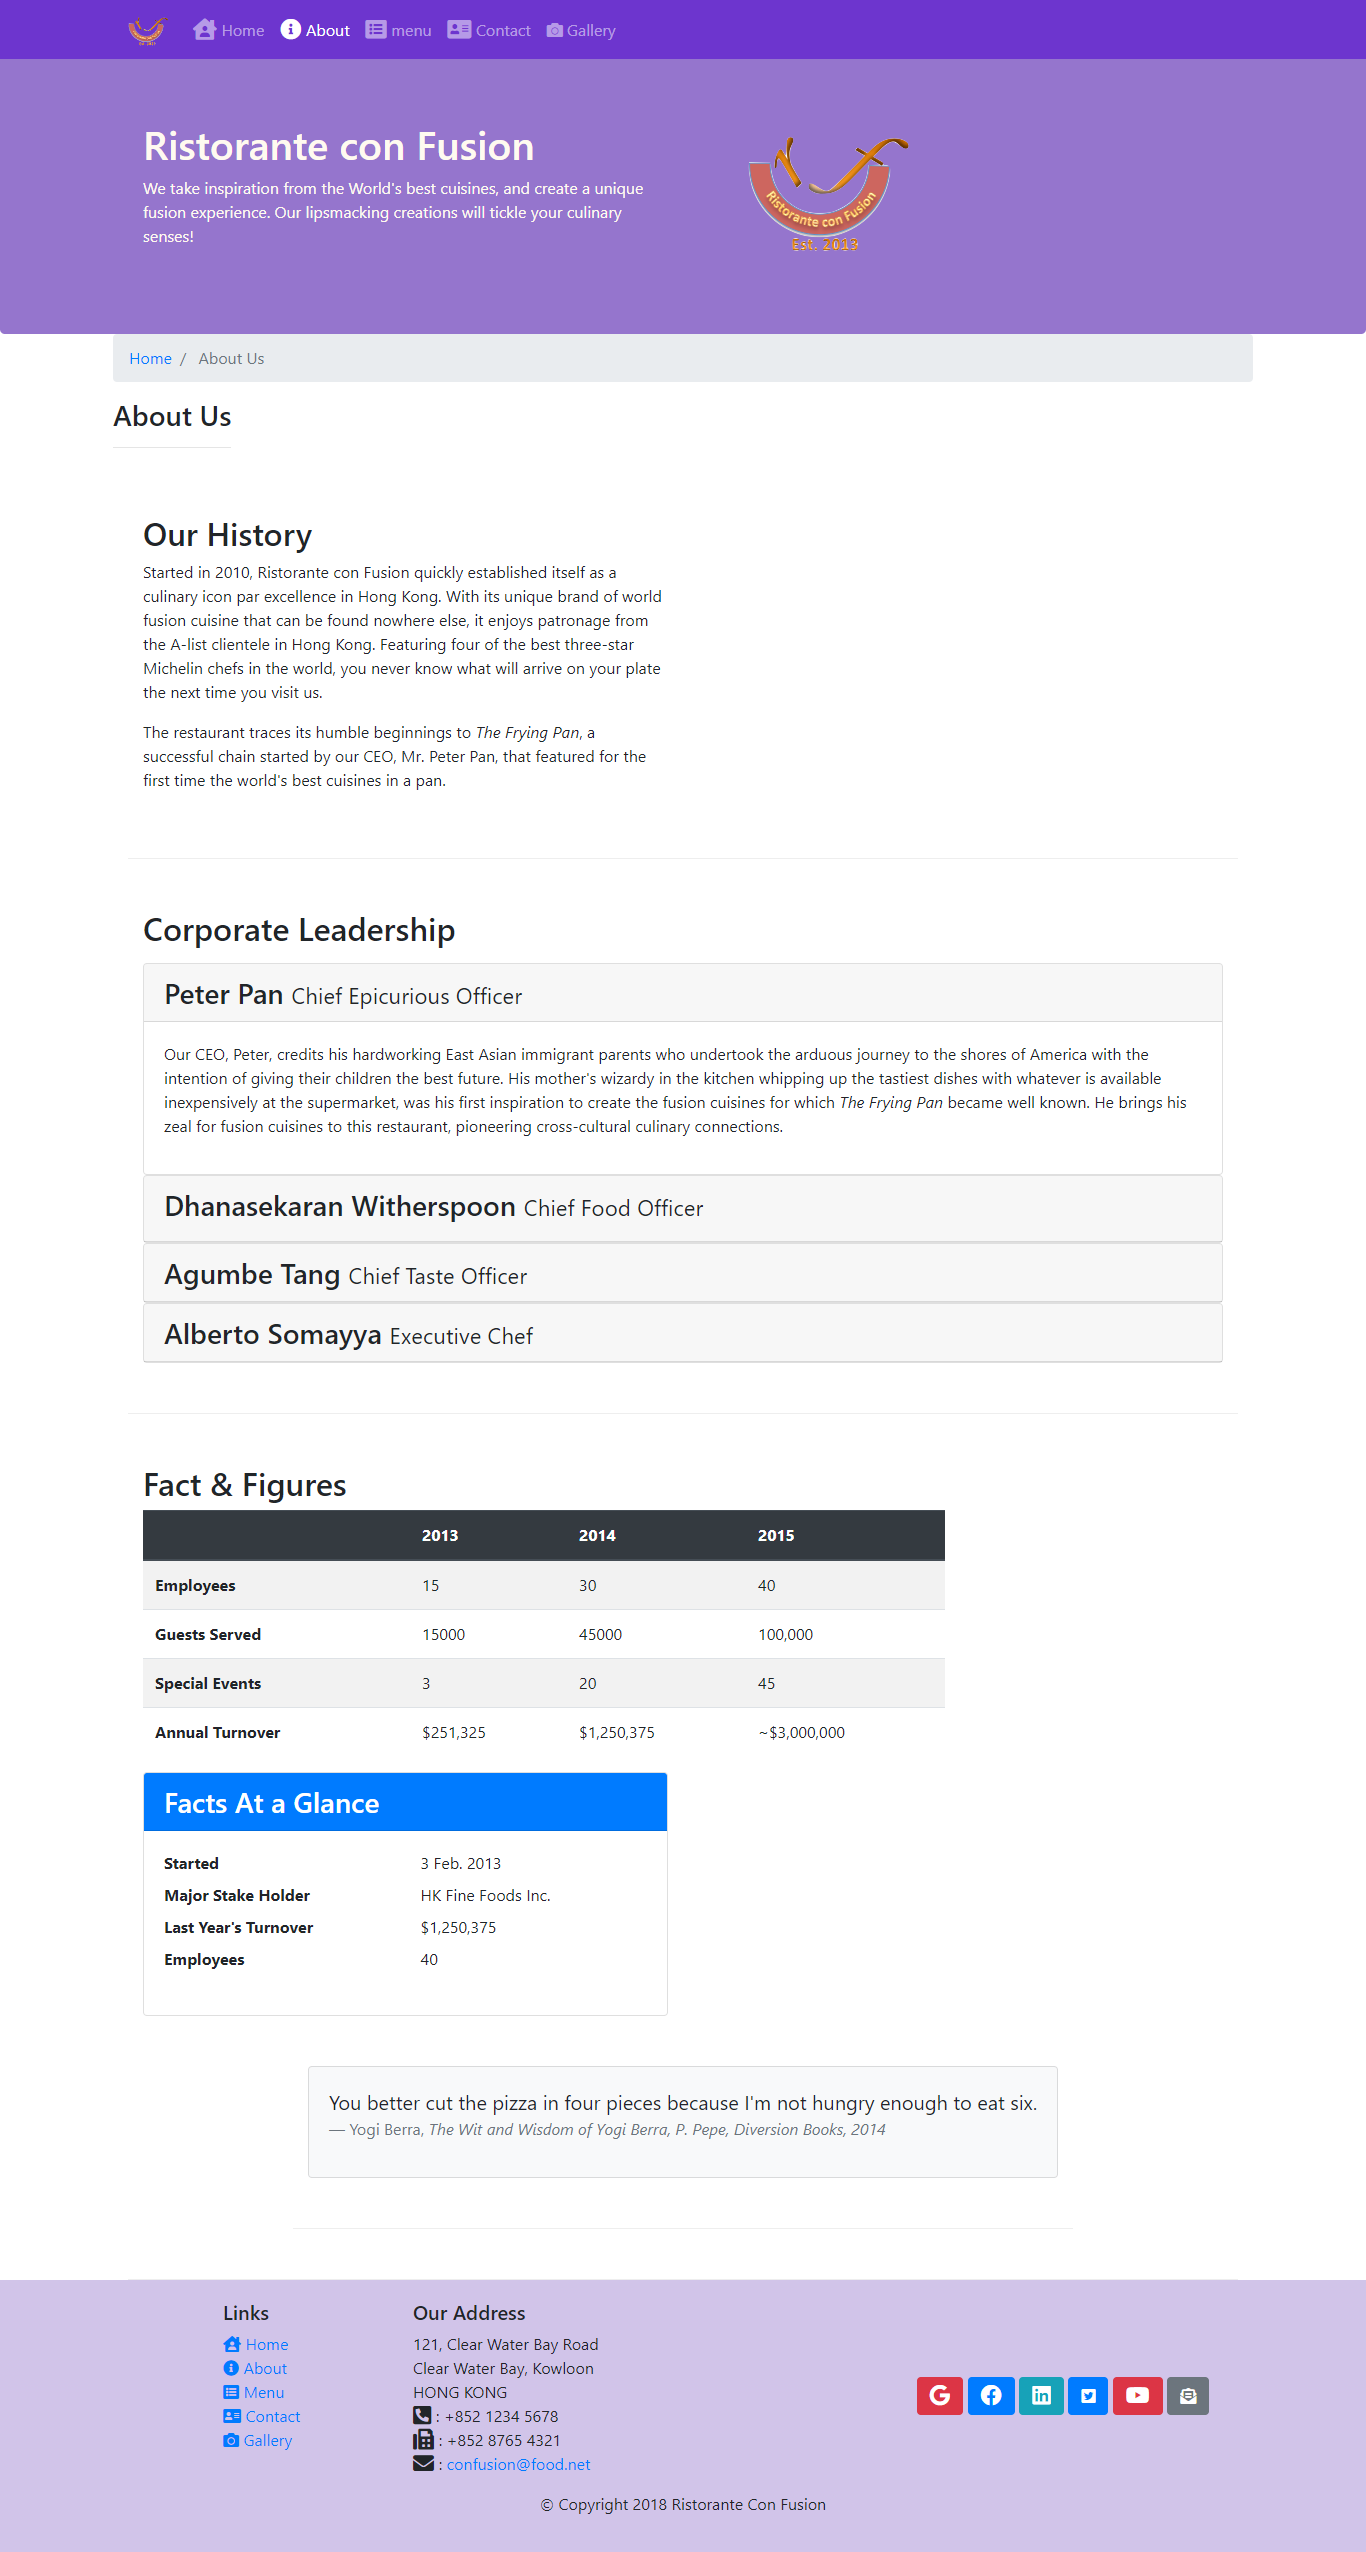 Home About menu Contact Gallery
Ristorante con Fusion
We take inspiration from the World's best cuisines, and create a unique
fusion experience. Our lipsmacking creations will tickle your culinary
senses!
Ristorante con Fusion
Est. 2013
Home / About Us
About Us
Our History
Started in 2010, Ristorante con Fusion quickly established itself as a
culinary icon par excellence in Hong Kong. With its unique brand of world
fusion cuisine that can be found nowhere else, it enjoys patronage from
the A-list clientele in Hong Kong. Featuring four of the best three-star
Michelin chefs in the world, you never know what will arrive on your plate
the next time you visit us.
The restaurant traces its humble beginnings to The Frying Pan, a
successful chain started by our CEO, Mr. Peter Pan, that featured for the
first time the world's best cuisines in a pan.
Corporate Leadership
Peter Pan Chief Epicurious Officer
Our CEO, Peter, credits his hardworking East Asian immigrant parents who undertook the arduous journey to the shores of America with the
intention of giving their children the best future. His mother's wizardy in the kitchen whipping up the tastiest dishes with whatever is available
inexpensively at the supermarket, was his first inspiration to create the fusion cuisines for which The Frying Pan became well known. He brings his
zeal for fusion cuisines to this restaurant, pioneering cross-cultural culinary connections.
Dhanasekaran Witherspoon Chief Food Officer
Agumbe Tang Chief Taste Officer
Alberto Somayya Executive Chef
Fact & Figures
2013 2014 2015
Employees 15 30 40
Guests Served 15000 45000 100,000
Special Events 3 20 45
Annual Turnover $251,325 $1,250,375 ~$3,000,000
Facts At a Glance
Started 3 Feb. 2013
Major Stake Holder HK Fine Foods Inc.
Last Year's Turnover $1,250,375
Employees 40
You better cut the pizza in four pieces because I'm not hungry enough to eat six.
— Yogi Berra, The Wit and Wisdom of Yogi Berra, P. Pepe, Diversion Books, 2014
Links
Home
About
Menu
Contact
Gallery
Our Address
121, Clear Water Bay Road
Clear Water Bay, Kowloon
HONG KONG
: +852 1234 5678
: +852 8765 4321
: confusion@food.net
© Copyright 2018 Ristorante Con Fusion